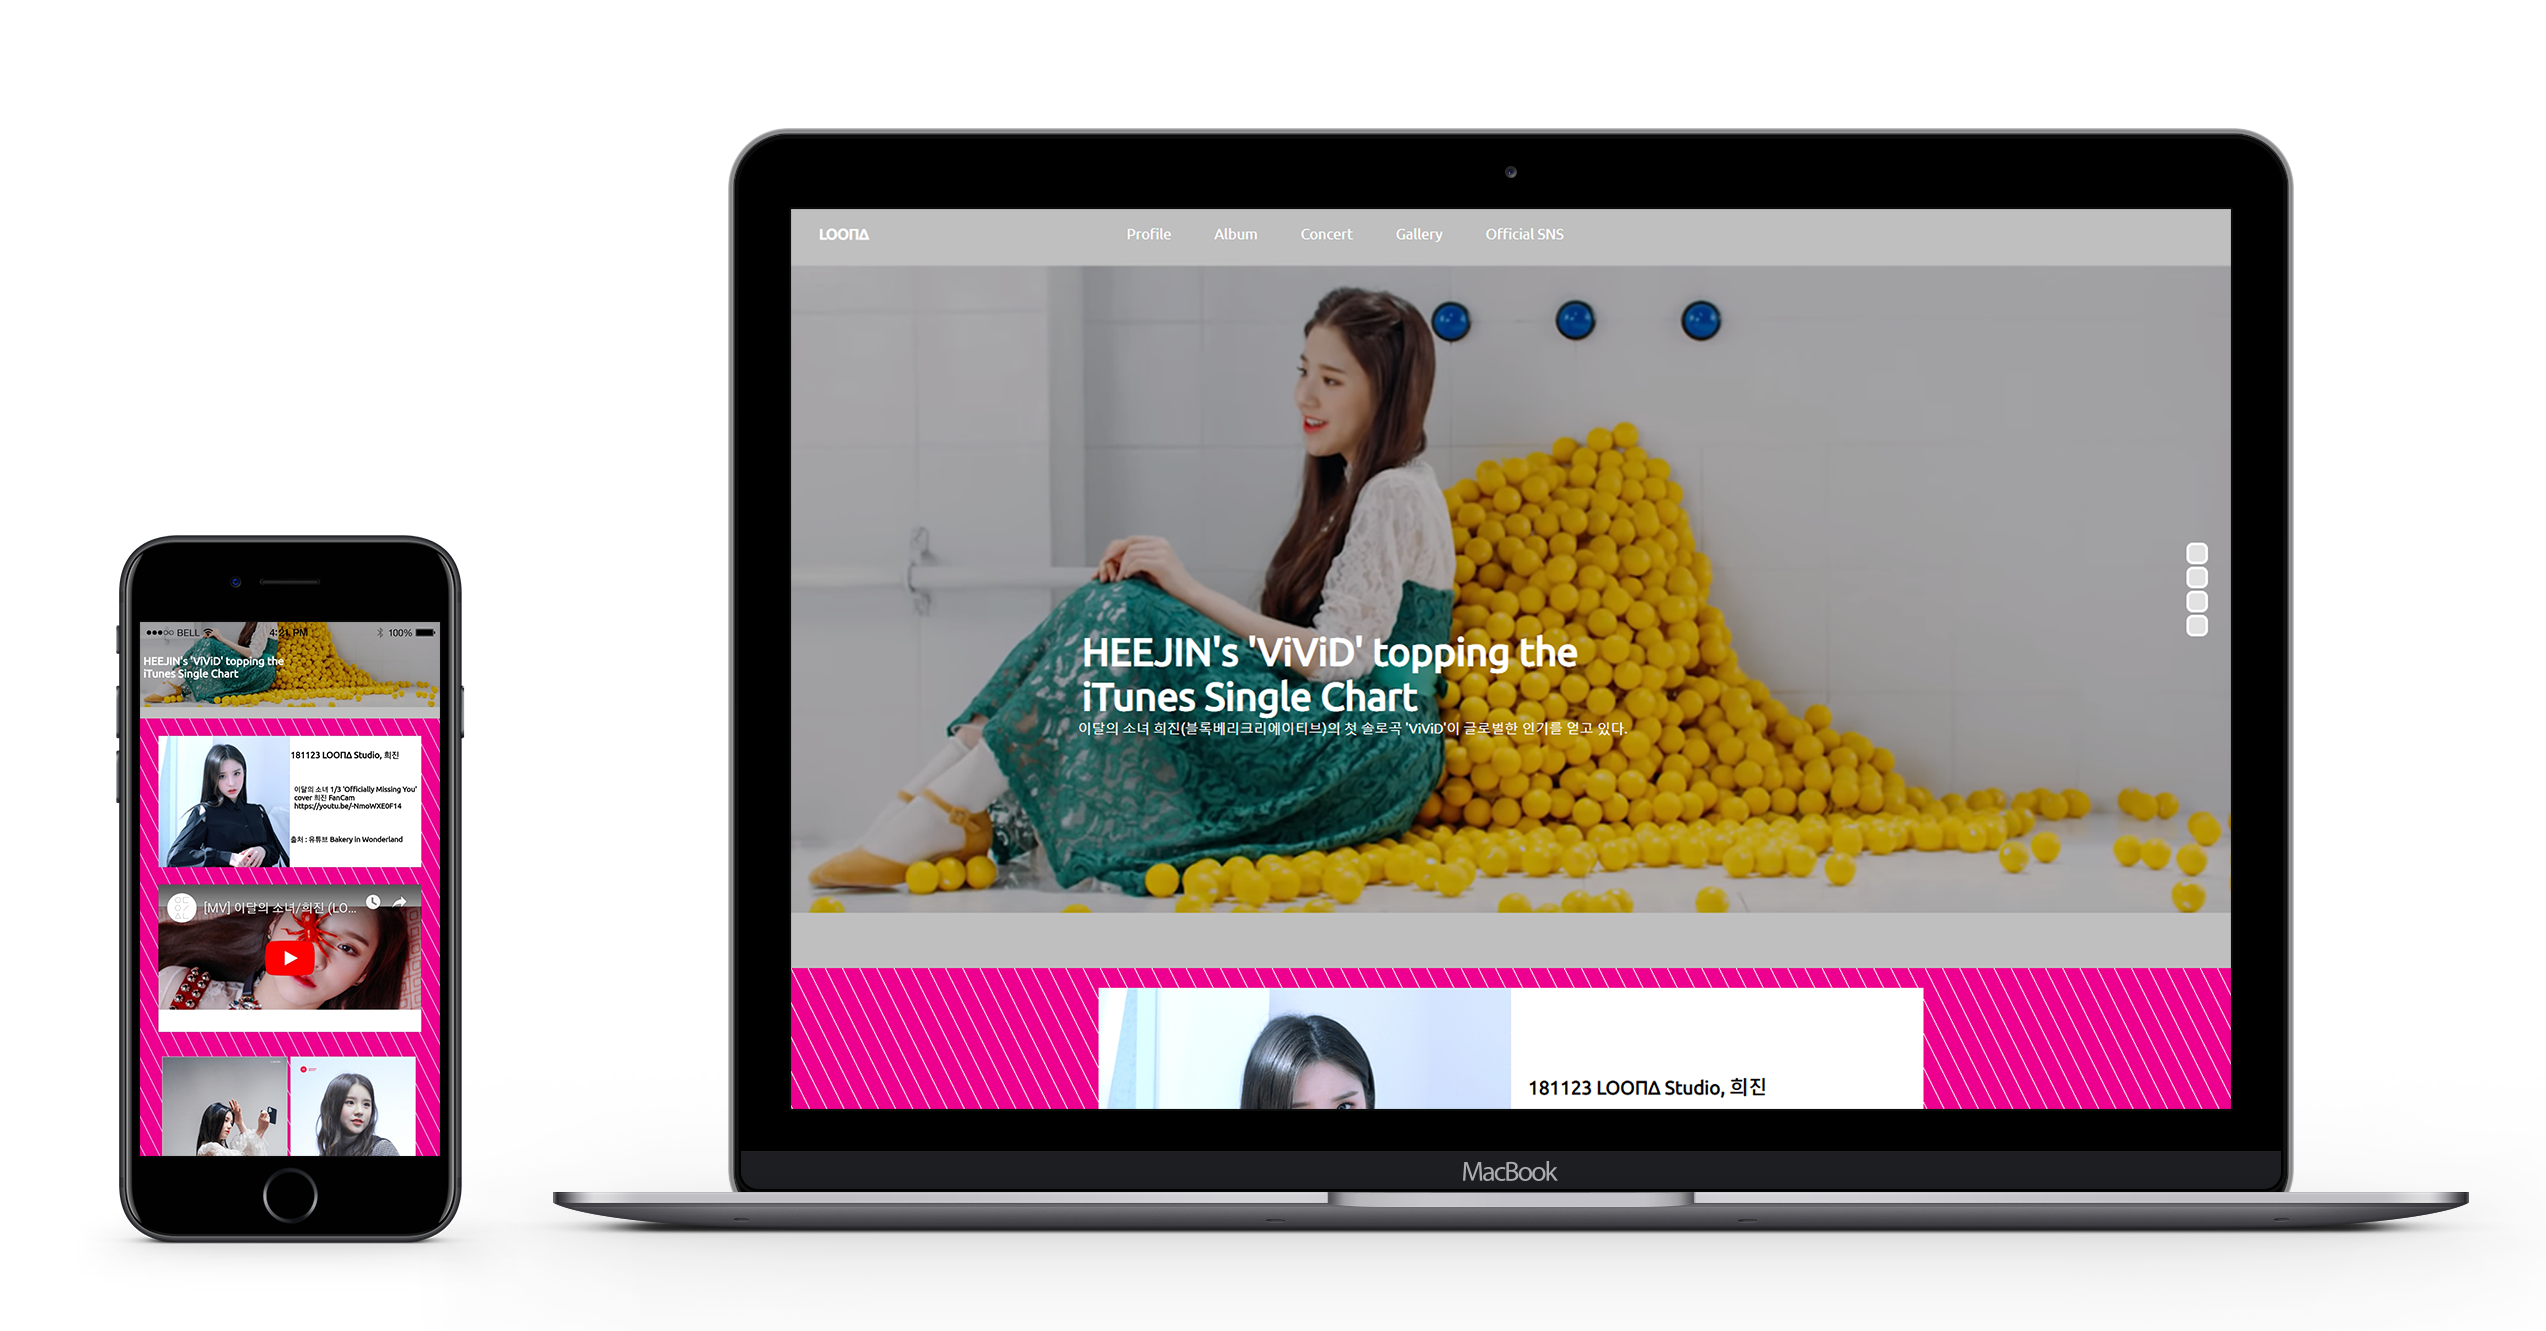 ●●●○○ BELL 4:21 PM 100%
HEEJIN's 'ViViD' topping the
iTunes Single Chart
181123 LOOΠΔ Studio, 희진
이달의 소녀 1/3 'Officially Missing You'
cover 희진 FanCam
https://youtu.be/-NmoWXE0F14
출처 : 유튜브 Bakery in Wonderland
[MV] 이달의 소녀/희진 (LO...
LOOΠΔ
Profile Album Concert Gallery Official SNS
HEEJIN's 'ViViD' topping the
iTunes Single Chart
이달의 소녀 희진(블록베리크리에이티브)의 첫 솔로곡 'ViViD'이 글로벌한 인기를 얻고 있다.
181123 LOOΠΔ Studio, 희진
MacBook